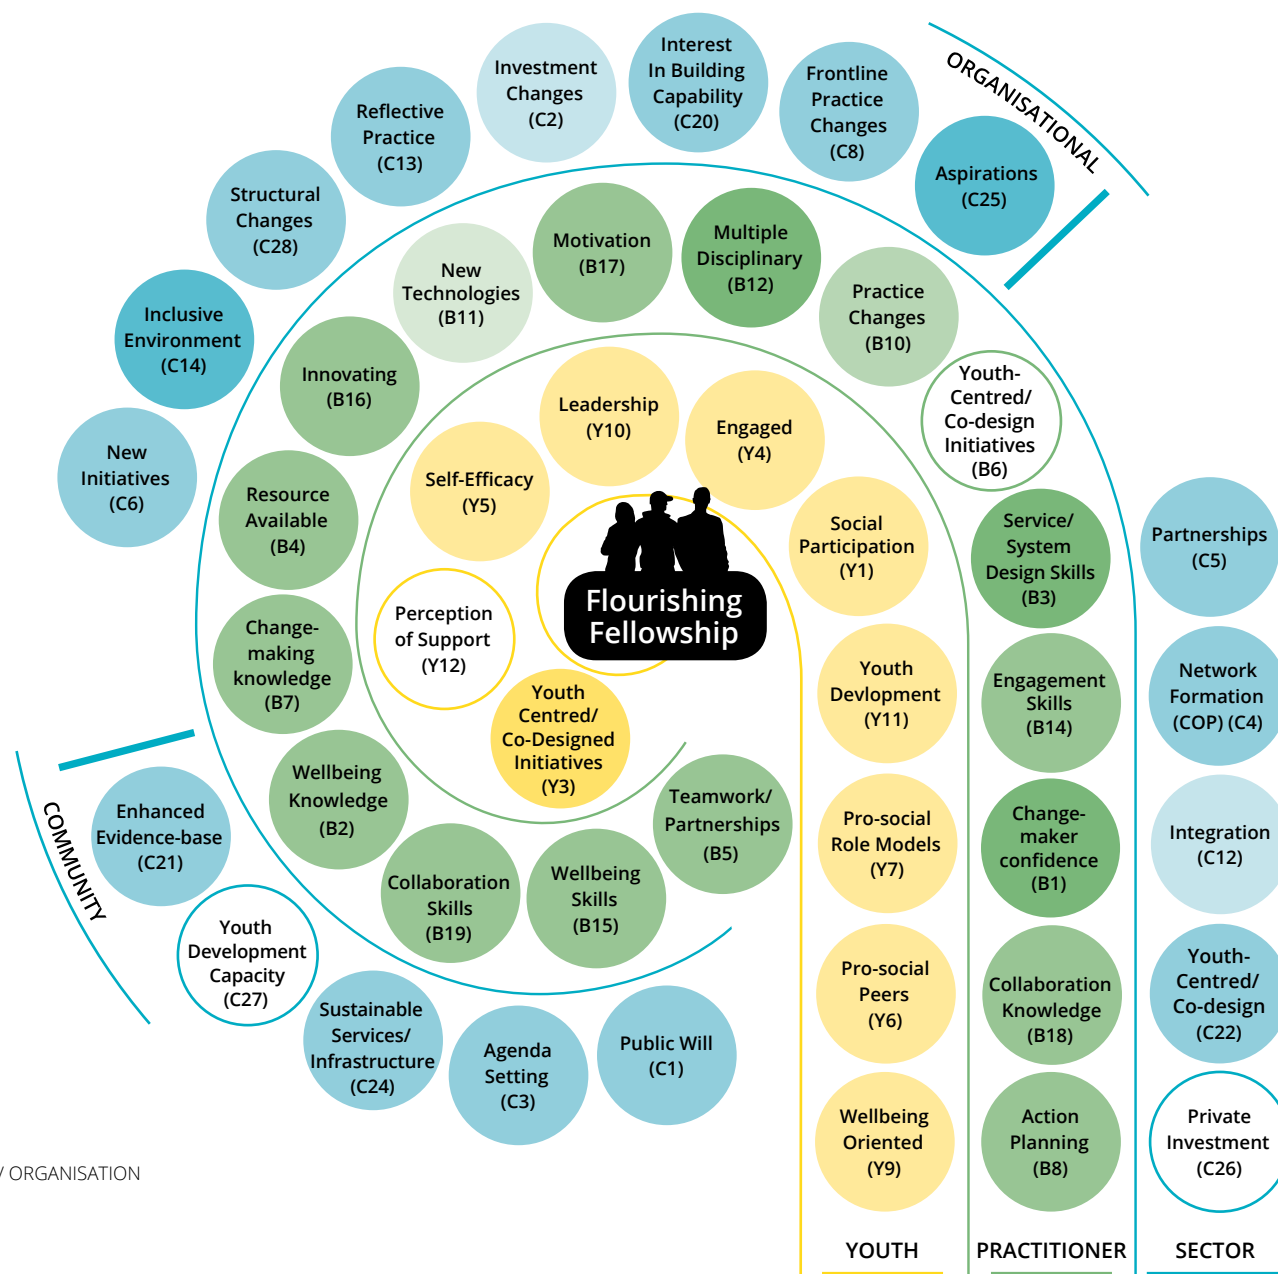 Interest
In Building
Capability
(C20)
Investment
Changes
(C2)
Frontline
Practice
Changes
(C8)
ORGANISATIONAL
Reflective
Practice
(C13)
Aspirations
(C25)
Structural
Changes
(C28)
Motivation
(B17)
Multiple
Disciplinary
(B12)
New
Technologies
(B11)
Practice
Changes
(B10)
Inclusive
Environment
(C14)
Innovating
(B16)
Leadership
(Y10)
Engaged
(Y4)
Youth-
Centred/
Co-design
Initiatives
(B6)
New
Initiatives
(C6)
Self-Efficacy
(Y5)
Resource
Available
(B4)
Social
Participation
(Y1)
Service/
System
Design Skills
(B3)
Partnerships
(C5)
Flourishing
Fellowship
Perception
of Support
(Y12)
Change-
making
knowledge
(B7)
Youth
Devlopment
(Y11)
Engagement
Skills
(B14)
Network
Formation
(COP) (C4)
Youth
Centred/
Co-Designed
Initiatives
(Y3)
Wellbeing
Knowledge
(B2)
Teamwork/
Partnerships
(B5)
Pro-social
Role Models
(Y7)
Change-
maker
confidence
(B1)
Integration
(C12)
COMMUNITY
Enhanced
Evidence-base
(C21)
Collaboration
Skills
(B19)
Wellbeing
Skills
(B15)
Youth
Development
Capacity
(C27)
Pro-social
Peers
(Y6)
Collaboration
Knowledge
(B18)
Youth-
Centred/
Co-design
(C22)
Sustainable
Services/
Infrastructure
(C24)
Agenda
Setting
(C3)
Public Will
(C1)
Wellbeing
Oriented
(Y9)
Action
Planning
(B8)
Private
Investment
(C26)
/ ORGANISATION
YOUTH
PRACTITIONER
SECTOR